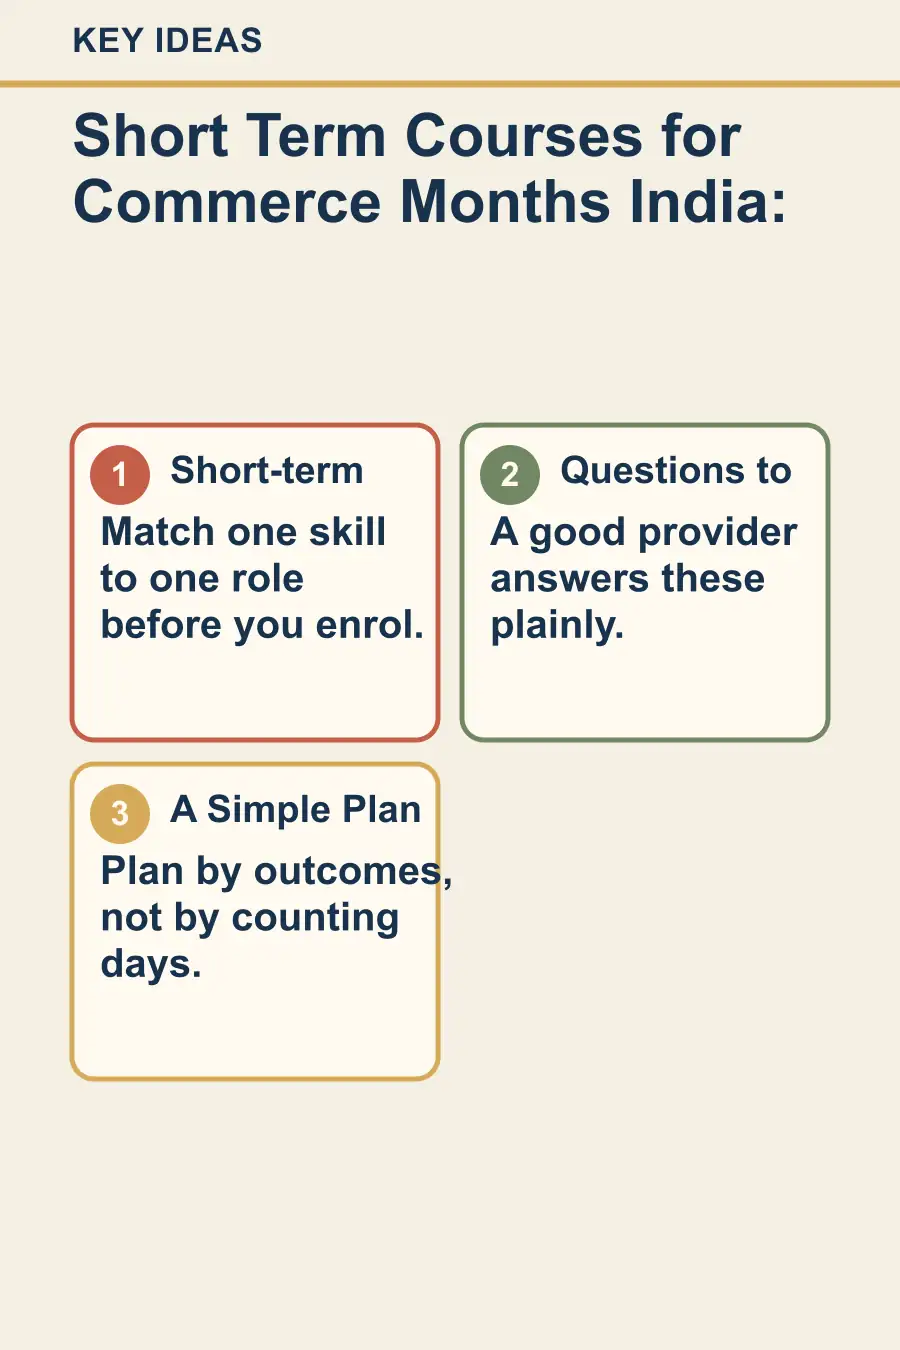 KEY IDEAS
Short Term Courses for
Commerce Months India:
1 Short-term
Match one skill
to one role
before you enrol.
2 Questions to
A good provider
answers these
plainly.
3 A Simple Plan
Plan by outcomes,
not by counting
days.